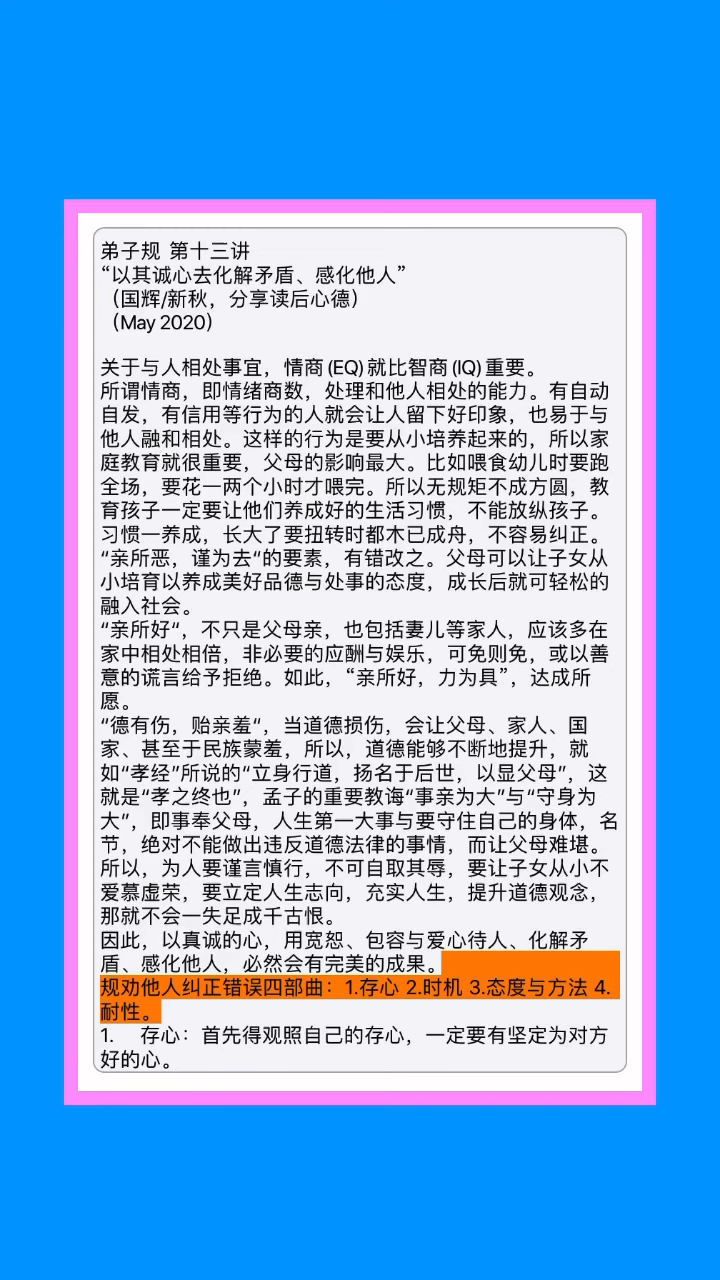 弟子规 第十三讲
“以其诚心去化解矛盾、感化他人”
（国辉/新秋，分享读后心德）
（May 2020）
关于与人相处事宜，情商(EQ)就比智商(IQ)重要。
所谓情商，即情绪商数，处理和他人相处的能力。有自动
自发，有信用等行为的人就会让人留下好印象，也易于与
他人融和相处。这样的行为是要从小培养起来的，所以家
庭教育就很重要，父母的影响最大。比如喂食幼儿时要跑
全场，要花一两个小时才喂完。所以无规矩不成方圆，教
育孩子一定要让他们养成好的生活习惯，不能放纵孩子。
习惯一养成，长大了要扭转时都木已成舟，不容易纠正。
“亲所恶，谨为去“的要素，有错改之。父母可以让子女从
小培育以养成美好品德与处事的态度，成长后就可轻松的
融入社会。
“亲所好“，不只是父母亲，也包括妻儿等家人，应该多在
家中相处相倍，非必要的应酬与娱乐，可免则免，或以善
意的谎言给予拒绝。如此，“亲所好，力为具”，达成所
愿。
“德有伤，贻亲羞“，当道德损伤，会让父母、家人、国
家、甚至于民族蒙羞，所以，道德能够不断地提升，就
如“孝经”所说的“立身行道，扬名于后世，以显父母”，这
就是“孝之终也”，孟子的重要教诲“事亲为大”与“守身为
大”，即事奉父母，人生第一大事与要守住自己的身体，名
节，绝对不能做出违反道德法律的事情，而让父母难堪。
所以，为人要谨言慎行，不可自取其辱，要让子女从小不
爱慕虚荣，要立定人生志向，充实人生，提升道德观念，
那就不会一失足成千古恨。
因此，以真诚的心，用宽恕、包容与爱心待人、化解矛
盾、感化他人，必然会有完美的成果。
规劝他人纠正错误四部曲：1.存心 2.时机 3.态度与方法 4.
耐性。
1. 存心：首先得观照自己的存心，一定要有坚定为对方
好的心。